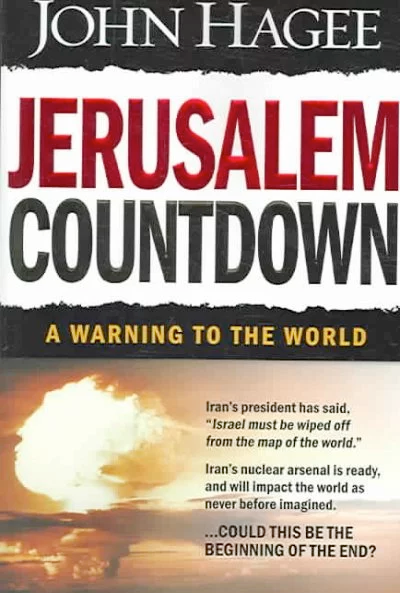 JOHN HAGEE
JERUSALEM
COUNTDOWN
A WARNING TO THE WORLD
Iran's president has said,
"Israel must be wiped off
from the map of the world."
Iran's nuclear arsenal is ready,
and will impact the world as
never before imagined.
...COULD THIS BE THE
BEGINNING OF THE END?